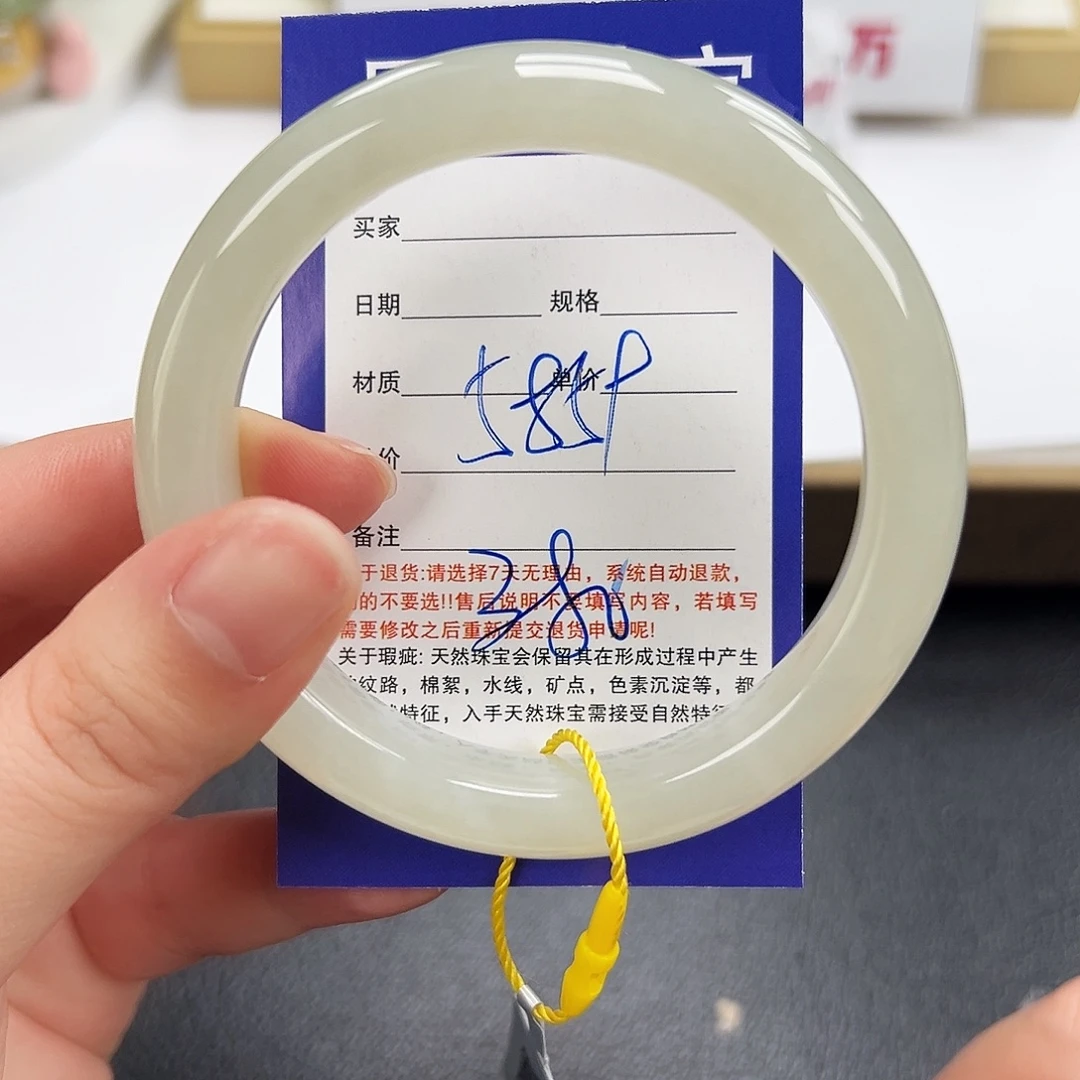 万
买家
日期 规格
材质 单价
价
5859
备注
380
于退货:请选择7天无理由，系统自动退款，
的不要选!!售后说明不要填写内容，若填写
需要修改之后重新提交退货申请呢!
关于瑕疵: 天然珠宝会保留其在形成过程中产生
纹路，棉絮，水线，矿点，色素沉淀等，都
特征，入手天然珠宝需接受自然特征